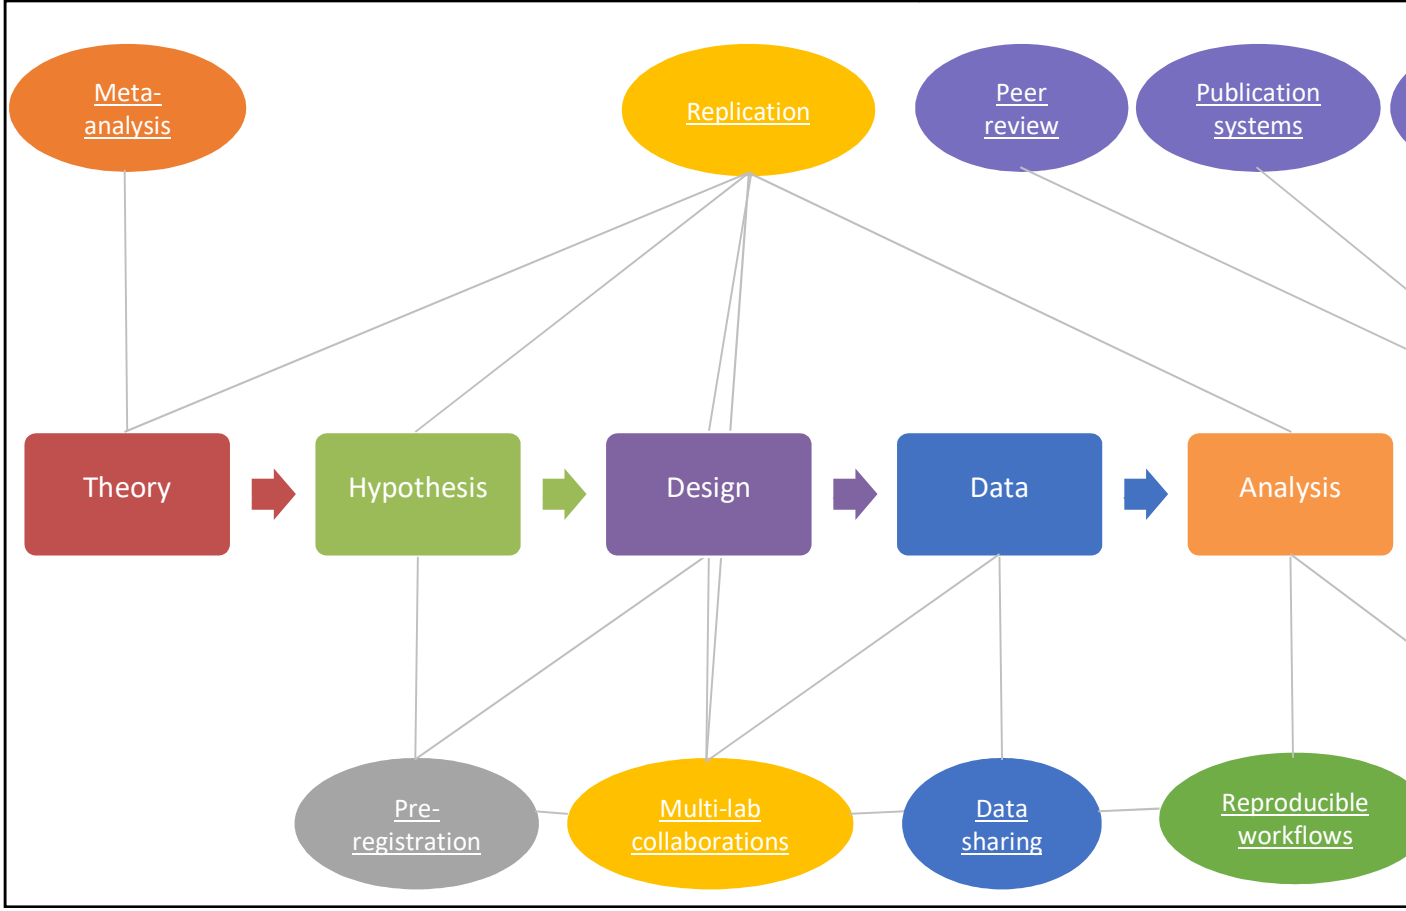 Meta-
analysis
Replication
Peer
review
Publication
systems
Theory
Hypothesis
Design
Data
Analysis
Pre-
registration
Multi-lab
collaborations
Data
sharing
Reproducible
workflows